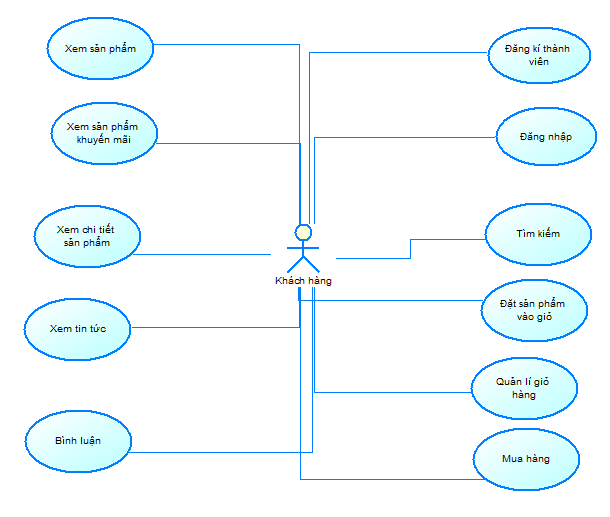 Xem sản phẩm
Đăng kí thành
viên
Xem sản phẩm
khuyến mãi
Đăng nhập
Xem chi tiết
sản phẩm
Tìm kiếm
Khách hàng
Đặt sản phẩm
vào giỏ
Xem tin tức
Quản lí giỏ
hàng
Bình luận
Mua hàng